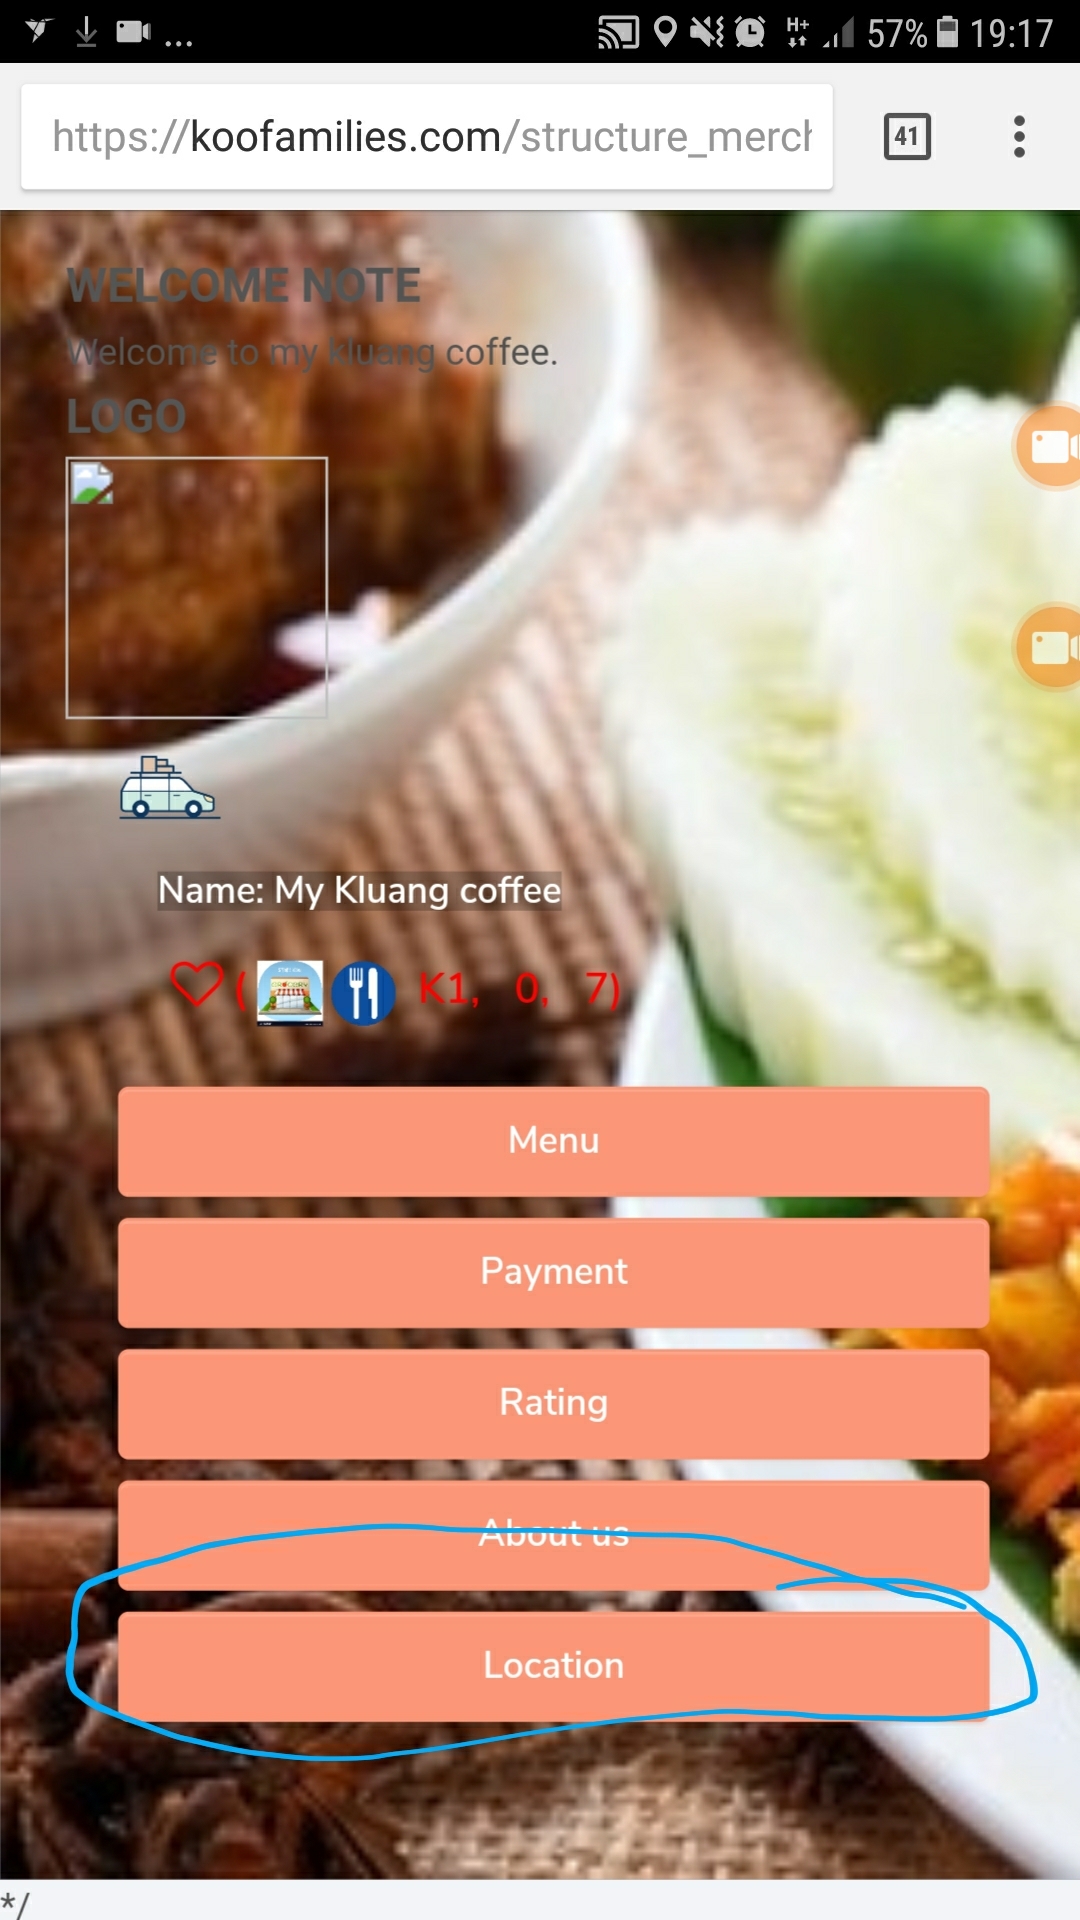 57% 19:17
https://koofamilies.com/structure_merch
41
WELCOME NOTE
Welcome to my kluang coffee.
LOGO
Name: My Kluang coffee
( K1, 0, 7)
Menu
Payment
Rating
About us
Location
*/